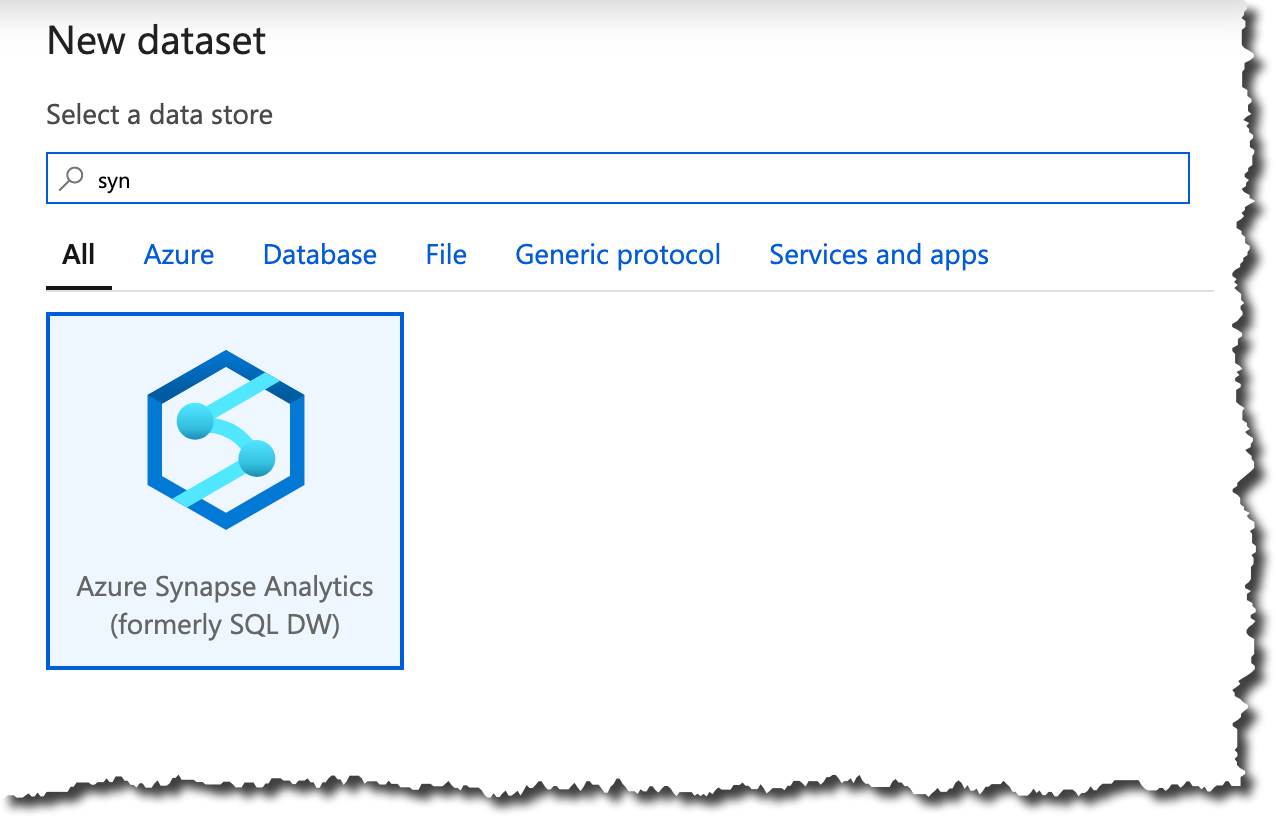 New dataset
Select a data store
syn
All Azure Database File Generic protocol Services and apps
Azure Synapse Analytics
(formerly SQL DW)